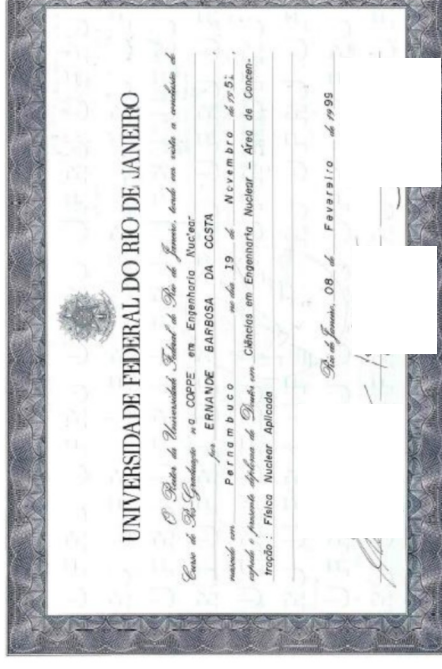 UNIVERSIDADE FEDERAL DO RIO DE JANEIRO
O Reitor da Universidade Federal do Rio de Janeiro, tendo em vista a conclusão do
Curso de Pós-Graduação na COPPE em Engenharia Nuclear
por ERNANDE BARBOSA DA COSTA
nascido em Pernambuco no dia 19 de Novembro de 1951,
expede o presente diploma de Doutor em Ciências em Engenharia Nuclear - Área de Concen-
tração: Física Nuclear Aplicada
Rio de Janeiro, 08 de Fevereiro de 1999